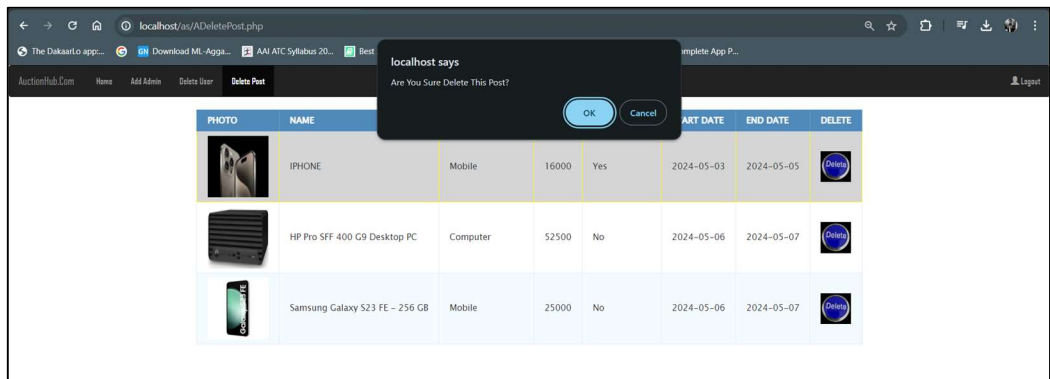 localhost/as/ADeletePost.php
The DakaarLo app:... GN Download ML-Agga... AAI ATC Syllabus 20... Best mplete App P...
localhost says
Are You Sure Delete This Post?
OK Cancel
AuctionHub.Com Home Add Admin Delete User Delete Post Logout
PHOTO NAME ART DATE END DATE DELETE
IPHONE Mobile 16000 Yes 2024-05-03 2024-05-05 Delete
HP Pro SFF 400 G9 Desktop PC Computer 52500 No 2024-05-06 2024-05-07 Delete
Samsung Galaxy S23 FE - 256 GB Mobile 25000 No 2024-05-06 2024-05-07 Delete